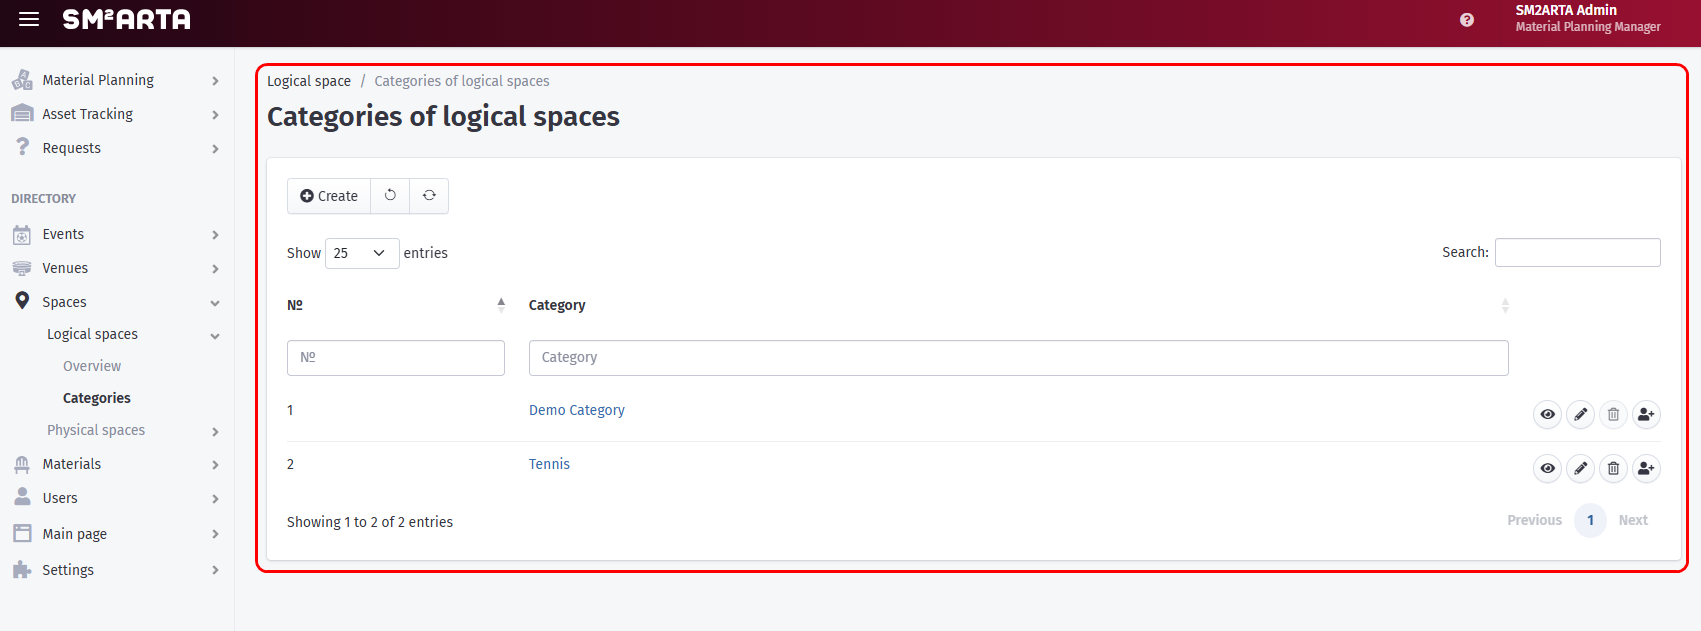 SM²ARTA
SM2ARTA Admin
Material Planning Manager
Material Planning
Asset Tracking
Requests
DIRECTORY
Events
Venues
Spaces
Logical spaces
Overview
Categories
Physical spaces
Materials
Users
Main page
Settings
Logical space / Categories of logical spaces
Categories of logical spaces
Create
Show 25 entries
Search:
№ Category
№ Category
1 Demo Category
2 Tennis
Showing 1 to 2 of 2 entries
Previous 1 Next